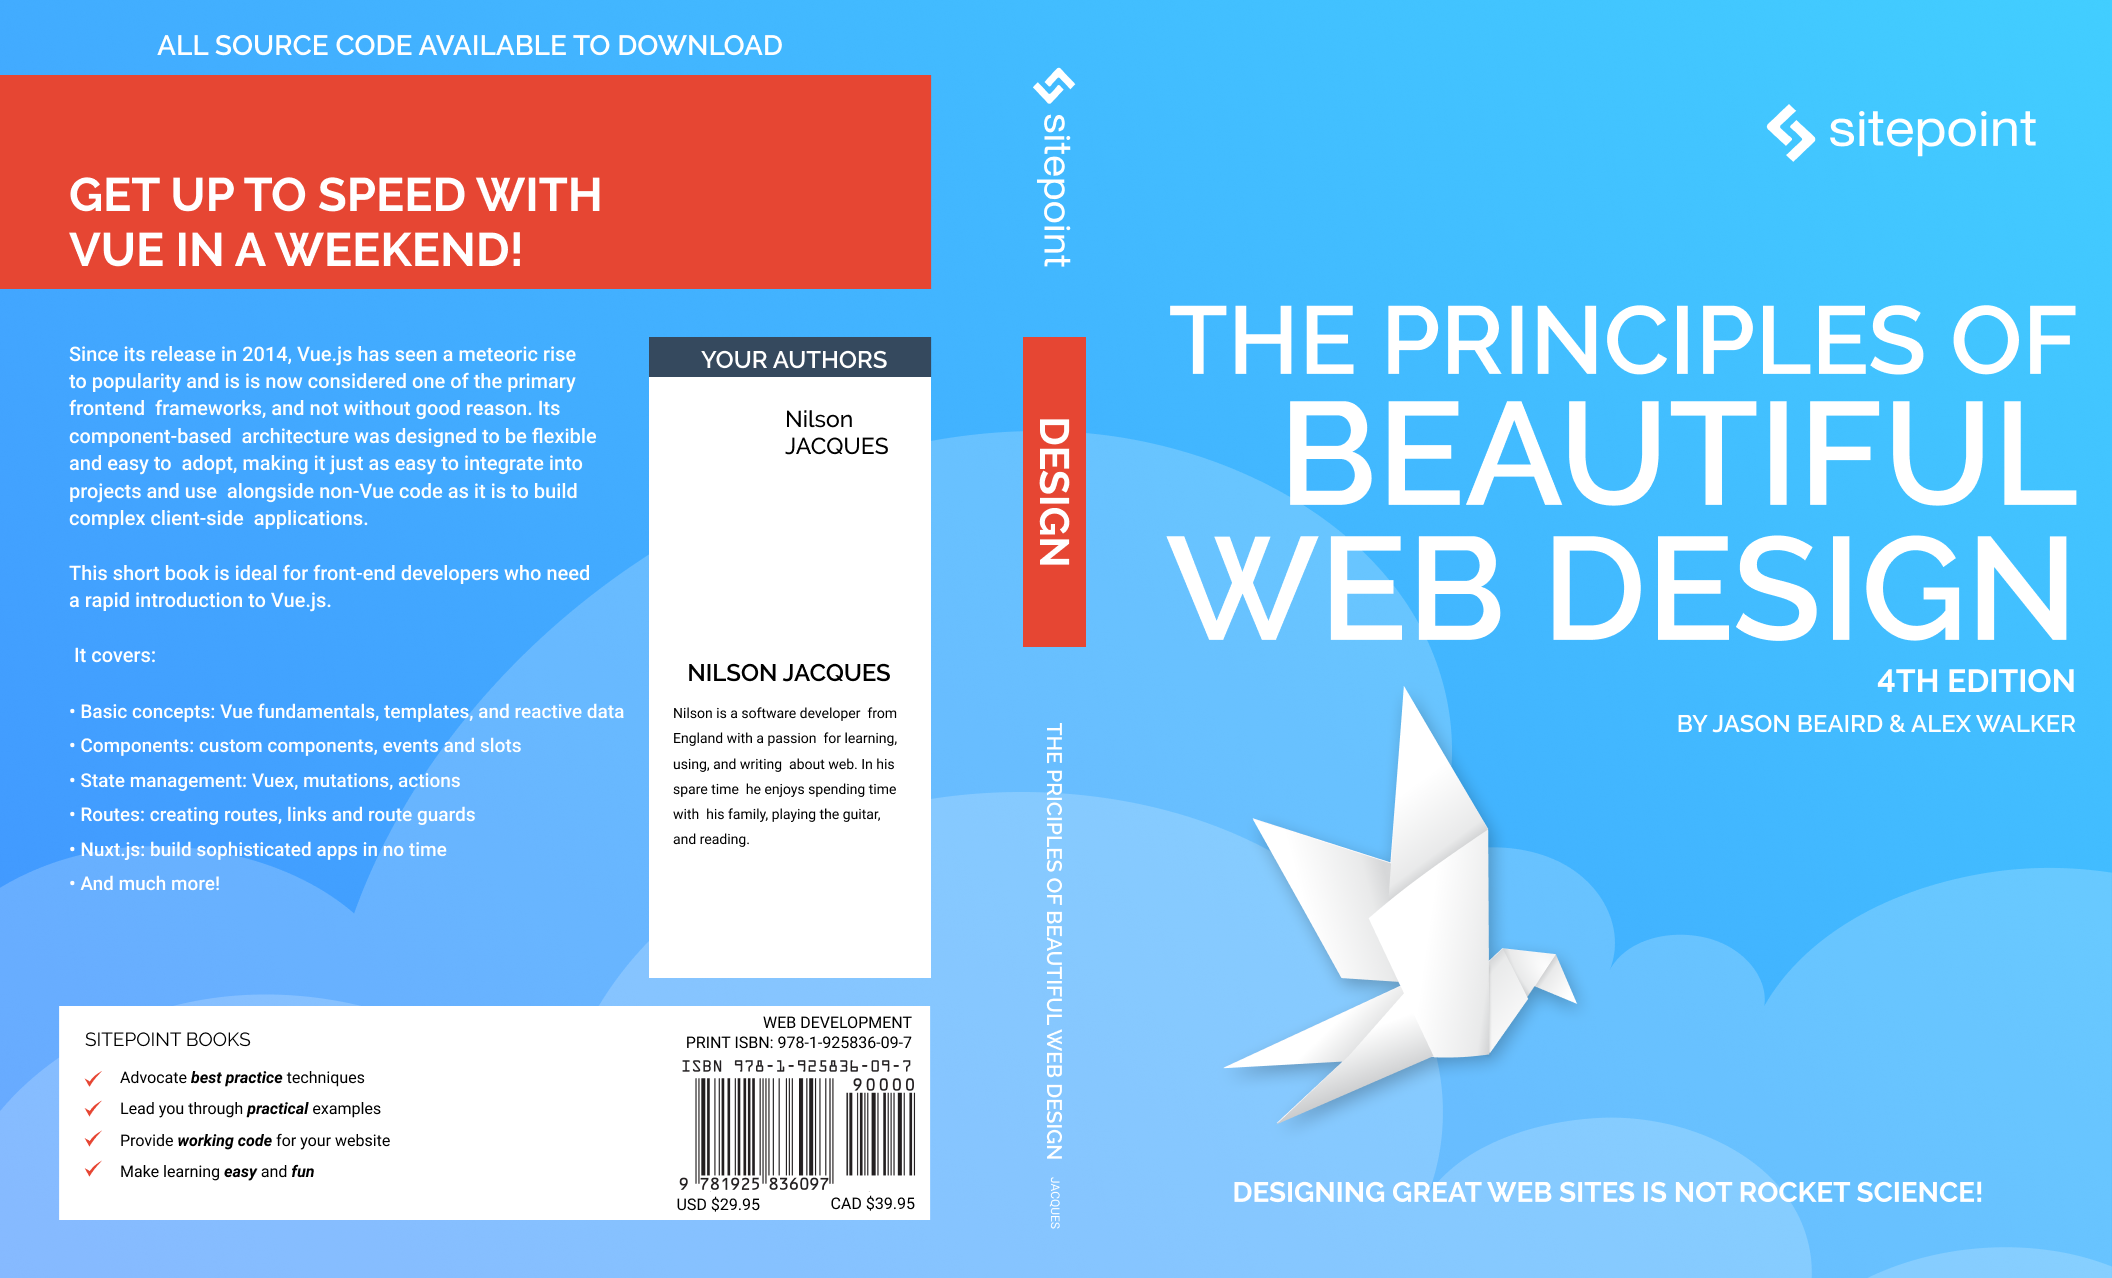 ALL SOURCE CODE AVAILABLE TO DOWNLOAD
GET UP TO SPEED WITH
VUE IN A WEEKEND!
Since its release in 2014, Vue.js has seen a meteoric rise
to popularity and is is now considered one of the primary
frontend  frameworks, and not without good reason. Its
component-based  architecture was designed to be flexible
and easy to  adopt, making it just as easy to integrate into
projects and use  alongside non-Vue code as it is to build
complex client-side  applications.
This short book is ideal for front-end developers who need
a rapid introduction to Vue.js.
It covers:
• Basic concepts: Vue fundamentals, templates, and reactive data
• Components: custom components, events and slots
• State management: Vuex, mutations, actions
• Routes: creating routes, links and route guards
• Nuxt.js: build sophisticated apps in no time
• And much more!
YOUR AUTHORS
Nilson
JACQUES
NILSON JACQUES
Nilson is a software developer  from
England with a passion  for learning,
using, and writing  about web. In his
spare time  he enjoys spending time
with  his family, playing the guitar,
and reading.
SITEPOINT BOOKS
Advocate best practice techniques
Lead you through practical examples
Provide working code for your website
Make learning easy and fun
WEB DEVELOPMENT
PRINT ISBN: 978-1-925836-09-7
ISBN 978-1-925836-09-7
90000
9 781925 836097
USD $29.95 CAD $39.95
sitepoint
DESIGN
THE PRICIPLES OF BEAUTIFUL WEB DESIGN JACQUES
sitepoint
THE PRINCIPLES OF
BEAUTIFUL
WEB DESIGN
4TH EDITION
BY JASON BEAIRD & ALEX WALKER
DESIGNING GREAT WEB SITES IS NOT ROCKET SCIENCE!